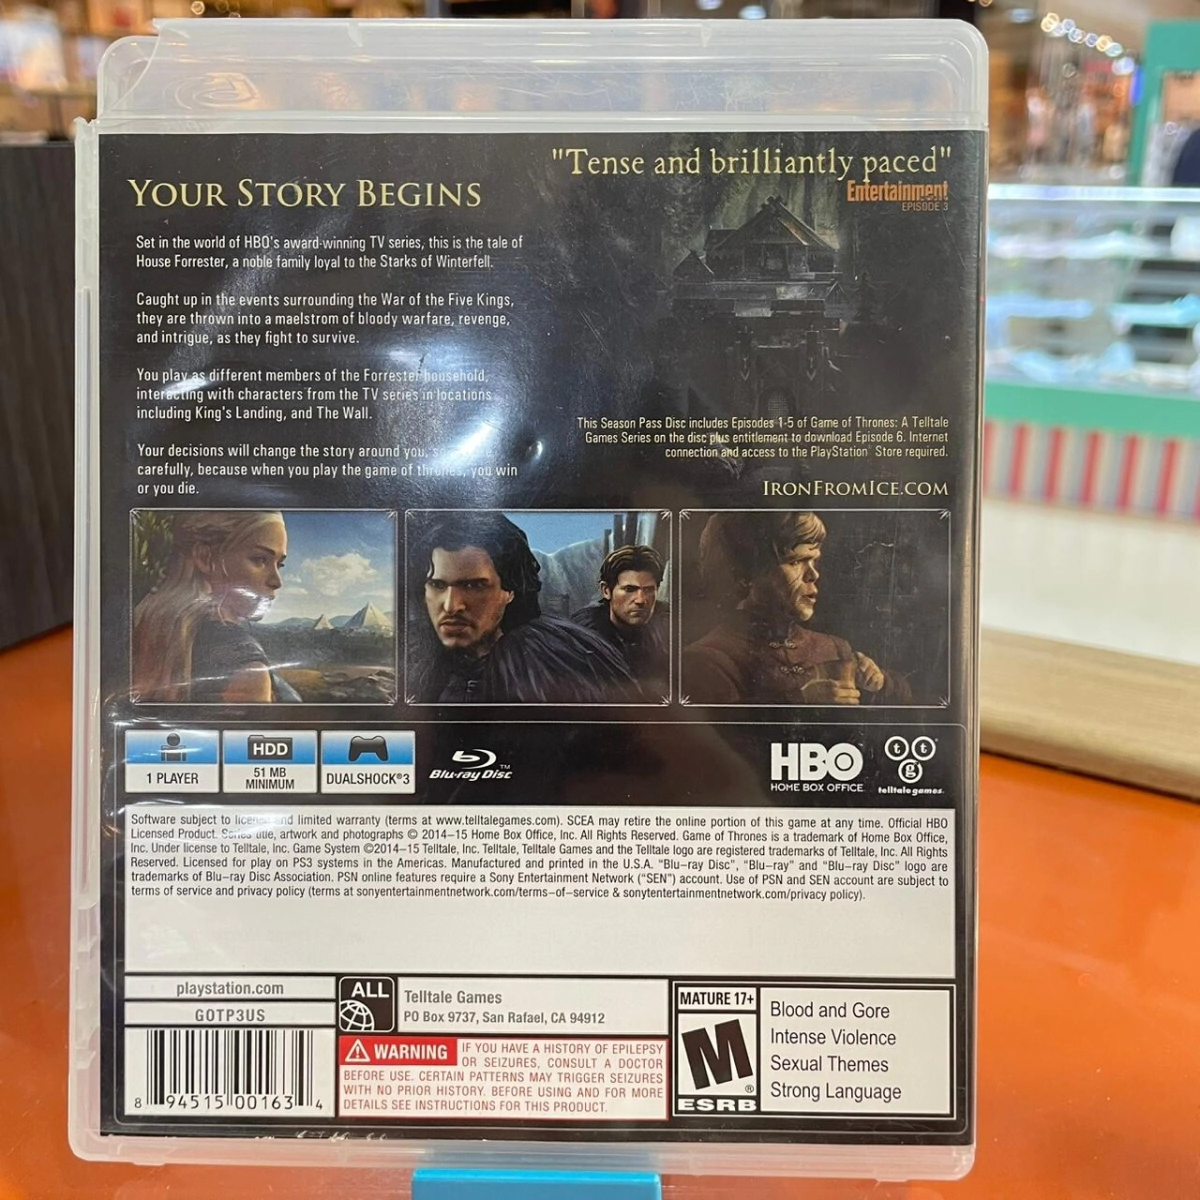 "Tense and brilliantly paced"
Entertainment
EPISODE 3
YOUR STORY BEGINS
Set in the world of HBO's award-winning TV series, this is the tale of
House Forrester, a noble family loyal to the Starks of Winterfell.
Caught up in the events surrounding the War of the Five Kings,
they are thrown into a maelstrom of bloody warfare, revenge,
and intrigue, as they fight to survive.
You play as different members of the Forrester household,
interacting with characters from the TV series in locations
including King's Landing, and The Wall.
Your decisions will change the story around you,
carefully, because when you play the game of thrones, you win
or you die.
This Season Pass Disc includes Episodes 1-5 of Game of Thrones: A Telltale
Games Series on the disc plus entitlement to download Episode 6. Internet
connection and access to the PlayStation® Store required.
IRONFROMICE.COM
1 PLAYER
HDD
51 MB
MINIMUM
DUALSHOCK®3
Blu-ray Disc™
HBO
HOME BOX OFFICE
t t g
telltale games.
Software subject to license and limited warranty (terms at www.telltalegames.com). SCEA may retire the online portion of this game at any time. Official HBO
Licensed Product. Series title, artwork and photographs © 2014-15 Home Box Office, Inc. All Rights Reserved. Game of Thrones is a trademark of Home Box Office,
Inc. Under license to Telltale, Inc. Game System ©2014-15 Telltale, Inc. Telltale, Telltale Games and the Telltale logo are registered trademarks of Telltale, Inc. All Rights
Reserved. Licensed for play on PS3 systems in the Americas. Manufactured and printed in the U.S.A. "Blu-ray Disc", "Blu-ray" and "Blu-ray Disc" logo are
trademarks of Blu-ray Disc Association. PSN online features require a Sony Entertainment Network ("SEN") account. Use of PSN and SEN account are subject to
terms of service and privacy policy (terms at sonyentertainmentnetwork.com/terms-of-service & sonytentertainmentnetwork.com/privacy policy).
playstation.com
GOTP3US
8 94515 00163 4
ALL
Telltale Games
PO Box 9737, San Rafael, CA 94912
WARNING
IF YOU HAVE A HISTORY OF EPILEPSY
OR SEIZURES, CONSULT A DOCTOR
BEFORE USE. CERTAIN PATTERNS MAY TRIGGER SEIZURES
WITH NO PRIOR HISTORY. BEFORE USING AND FOR MORE
DETAILS SEE INSTRUCTIONS FOR THIS PRODUCT.
MATURE 17+
M®
ESRB
Blood and Gore
Intense Violence
Sexual Themes
Strong Language